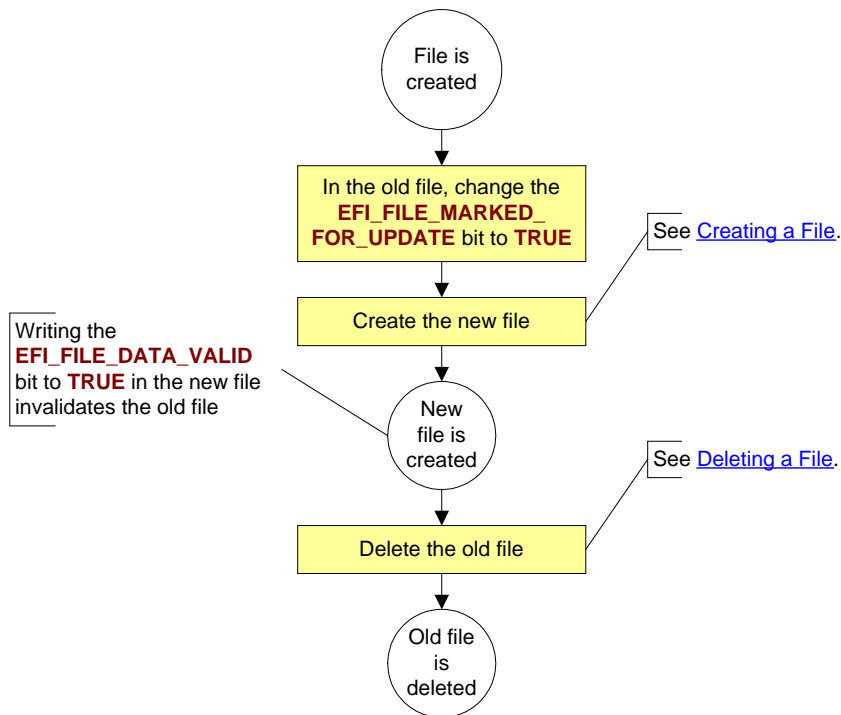 File is
created
In the old file, change the
EFI_FILE_MARKED_
FOR_UPDATE bit to TRUE
See Creating a File.
Create the new file
Writing the
EFI_FILE_DATA_VALID
bit to TRUE in the new file
invalidates the old file
New
file is
created
See Deleting a File.
Delete the old file
Old file
is
deleted